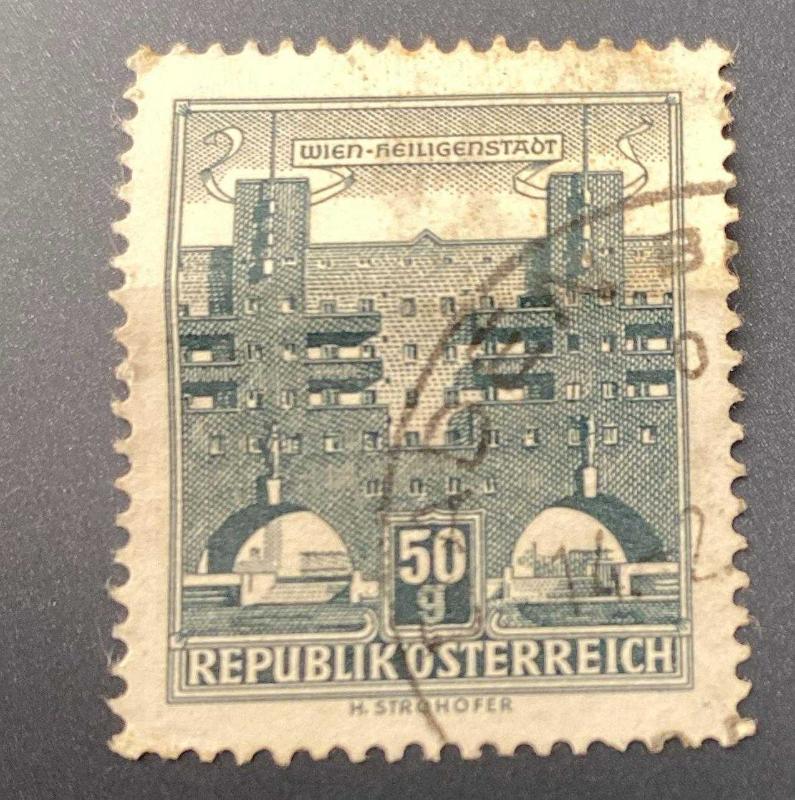 WIEN-HEILIGENSTADT
50
g
REPUBLIK ÖSTERREICH
H. STROHOFER